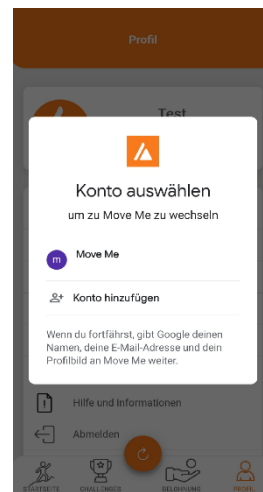 Profil
Test
Konto auswählen
um zu Move Me zu wechseln
m
Move Me
Konto hinzufügen
Wenn du fortfährst, gibt Google deinen
Namen, deine E-Mail-Adresse und dein
Profilbild an Move Me weiter.
Hilfe und Informationen
Abmelden
STARTSEITE CHALLENGES BELOHNUNG PROFIL